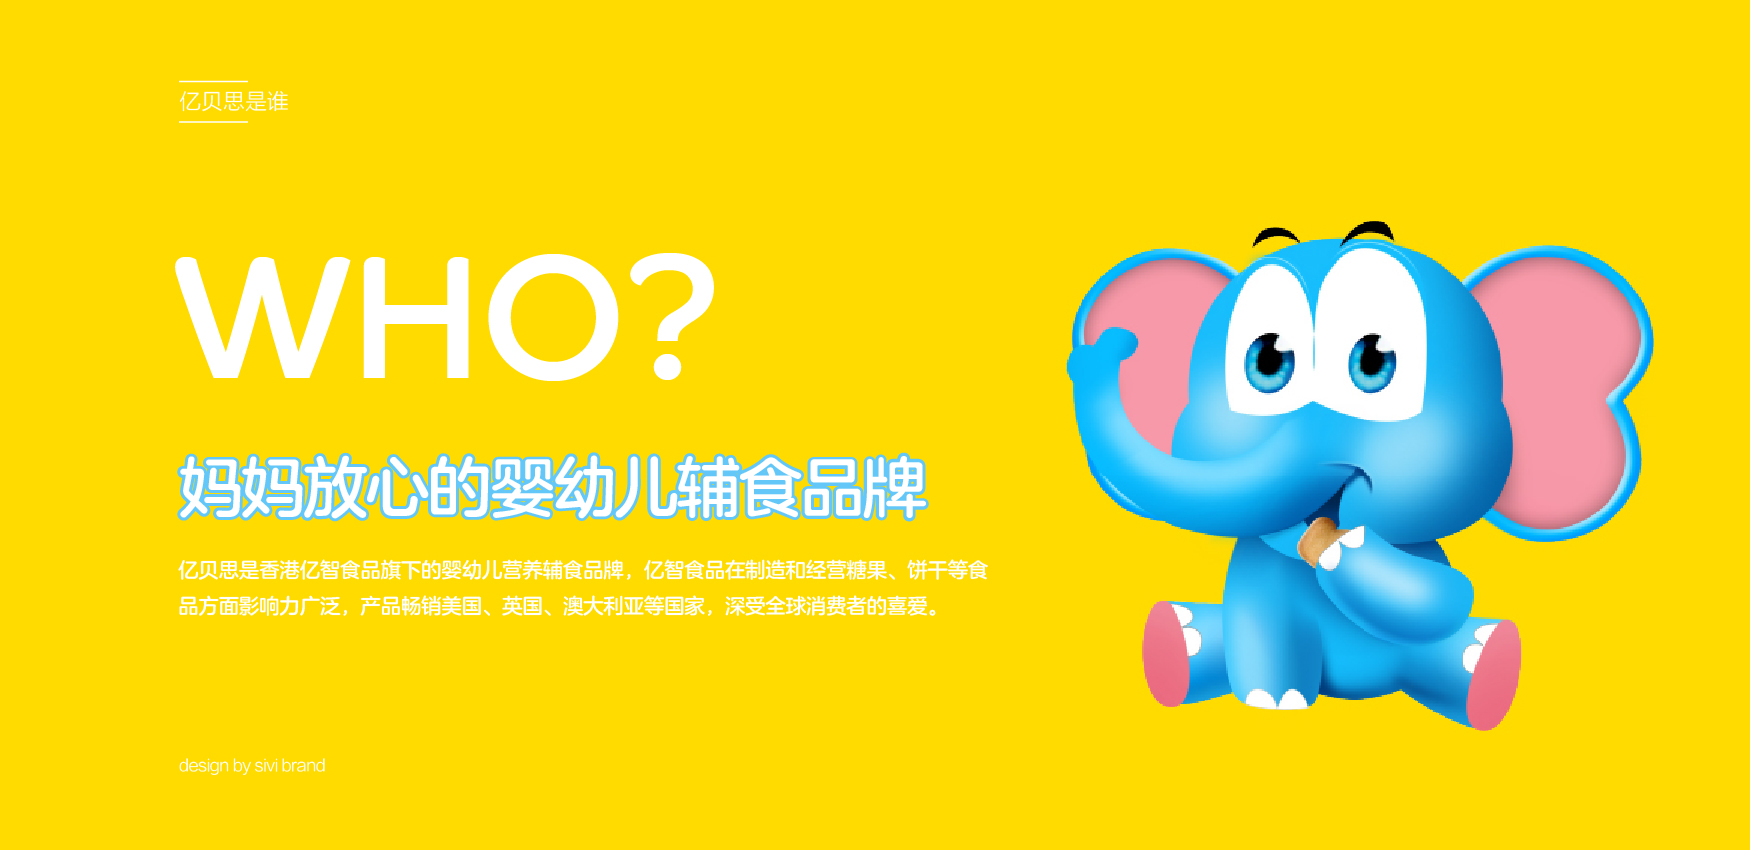 亿贝思是谁
WHO?
妈妈放心的婴幼儿辅食品牌
亿贝思是香港亿智食品旗下的婴幼儿营养辅食品牌，亿智食品在制造和经营糖果、饼干等食
品方面影响力广泛，产品畅销美国、英国、澳大利亚等国家，深受全球消费者的喜爱。
design by sivi brand